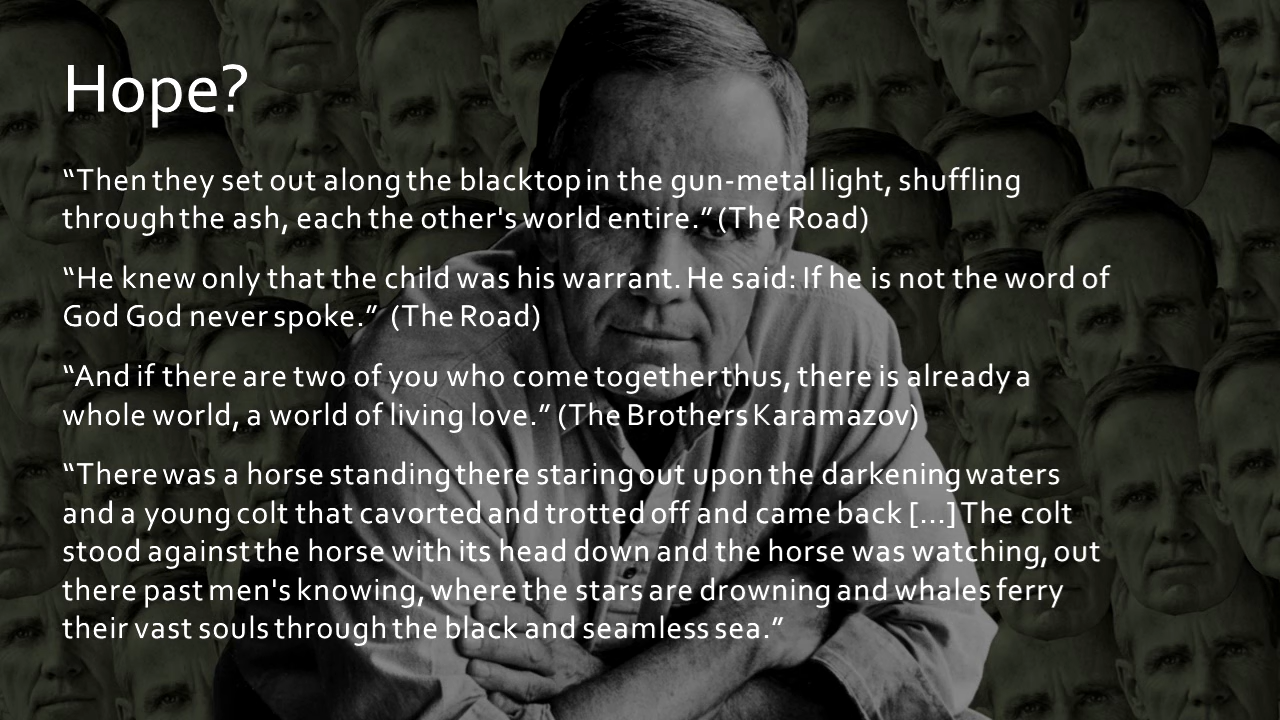 Hope?
“Then they set out along the blacktop in the gun-metal light, shuffling
through the ash, each the other's world entire.” (The Road)
“He knew only that the child was his warrant. He said: If he is not the word of
God God never spoke.”  (The Road)
“And if there are two of you who come together thus, there is already a
whole world, a world of living love.” (The Brothers Karamazov)
“There was a horse standing there staring out upon the darkening waters
and a young colt that cavorted and trotted off and came back […] The colt
stood against the horse with its head down and the horse was watching, out
there past men's knowing, where the stars are drowning and whales ferry
their vast souls through the black and seamless sea.”